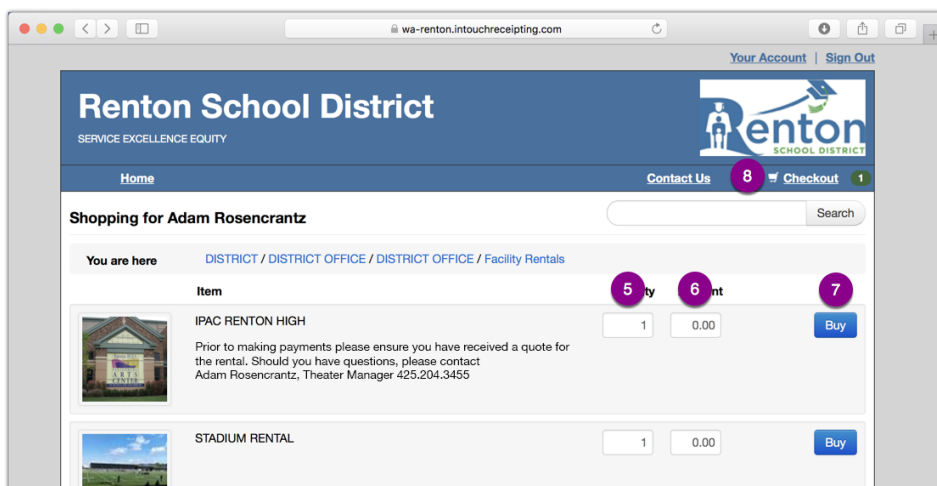 wa-renton.intouchreceipting.com
Your Account | Sign Out
Renton School District
SERVICE EXCELLENCE EQUITY
Renton
SCHOOL DISTRICT
Home
Contact Us
8
Checkout 1
Shopping for Adam Rosencrantz
Search
You are here
DISTRICT / DISTRICT OFFICE / DISTRICT OFFICE / Facility Rentals
Item
5 ty
6 nt
7
IPAC RENTON HIGH
1
0.00
Buy
Prior to making payments please ensure you have received a quote for
the rental. Should you have questions, please contact
Adam Rosencrantz, Theater Manager 425.204.3455
ARTS
CENTER
STADIUM RENTAL
1
0.00
Buy